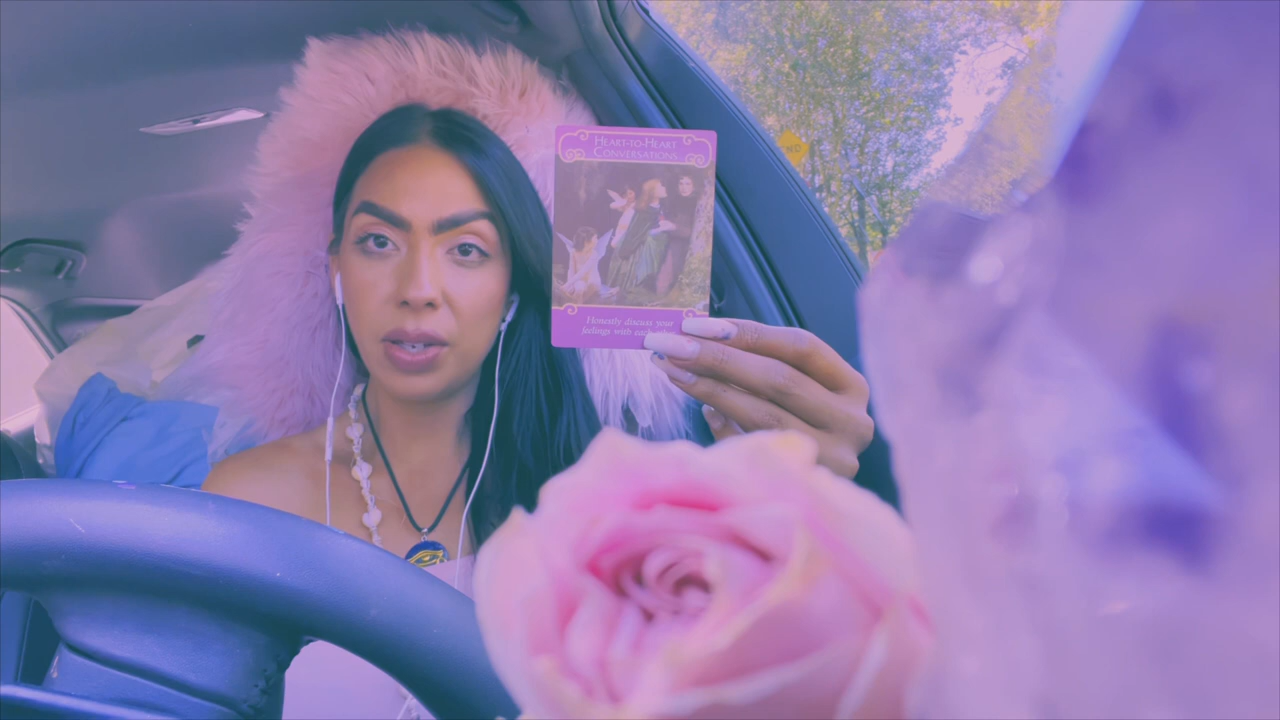 HEART-TO-HEART
CONVERSATIONS
Honestly discuss your
feelings with each